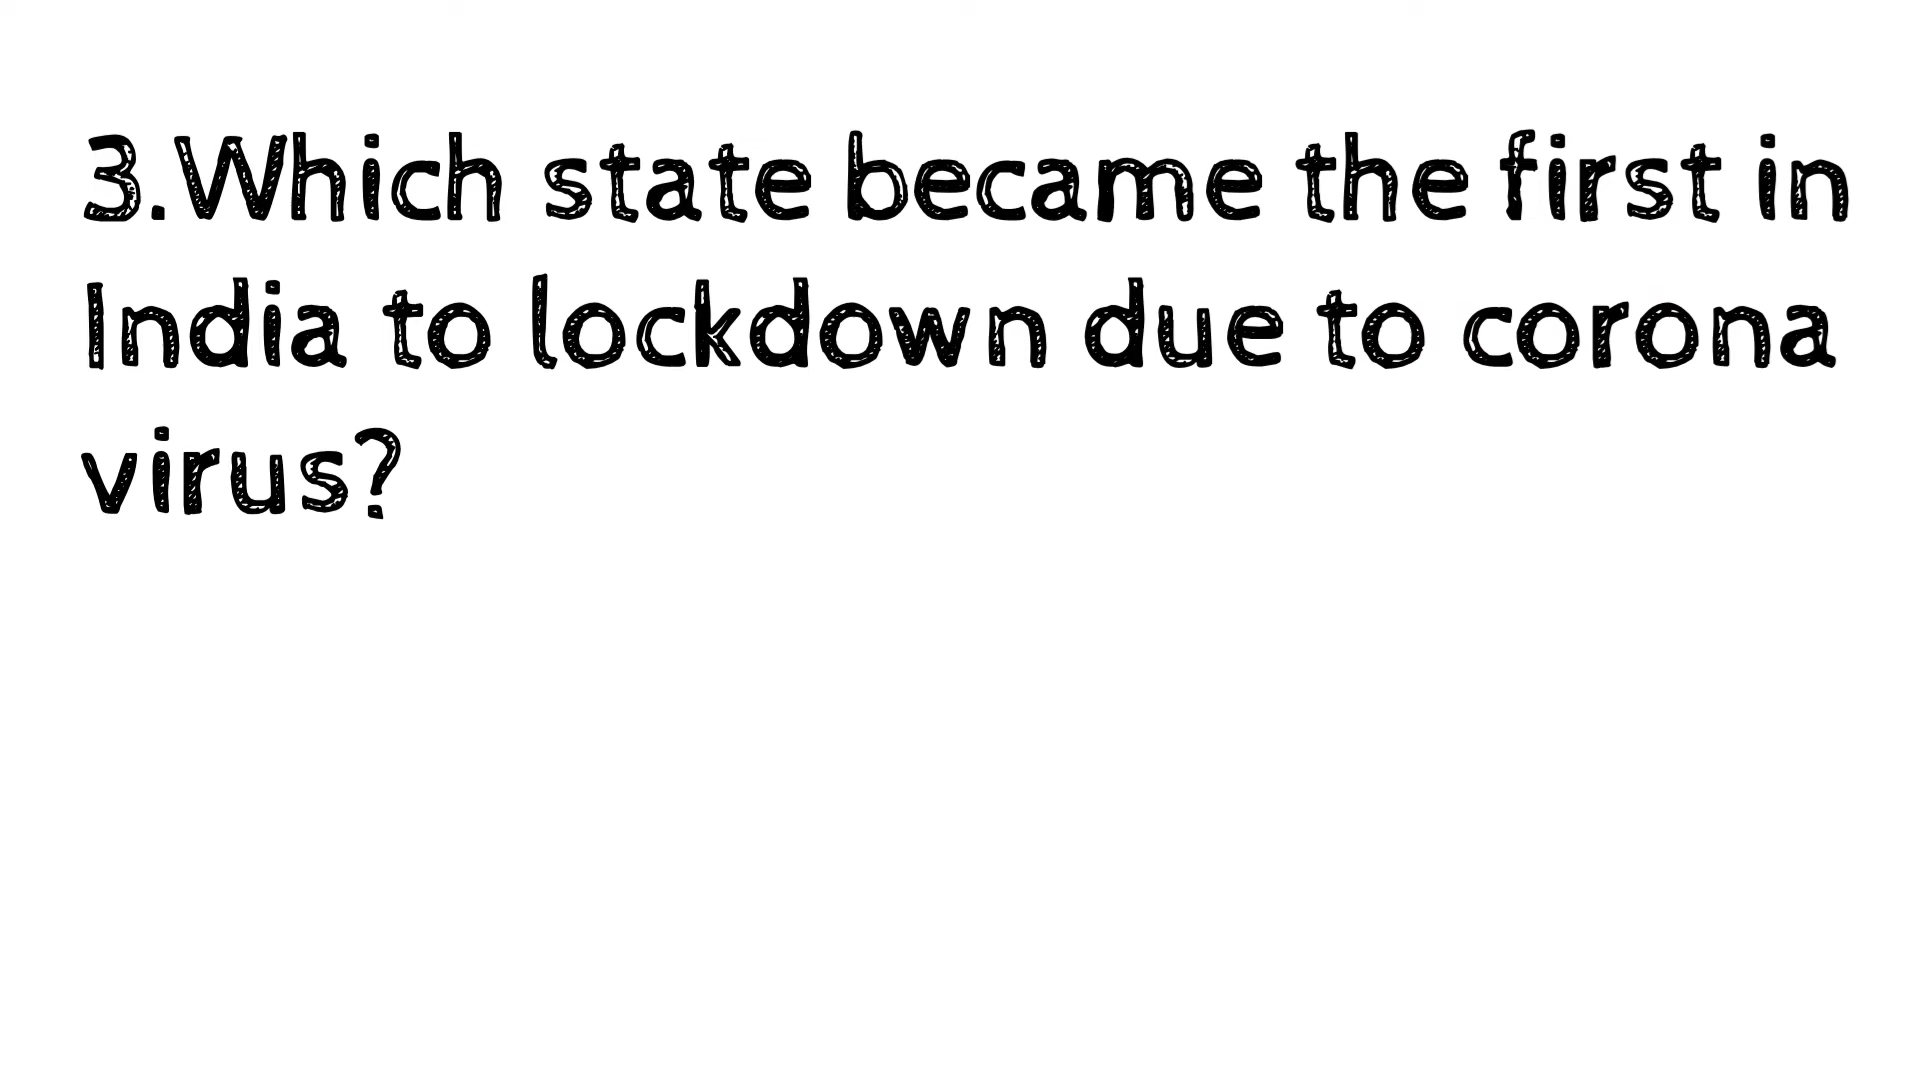 3.Which state became the first in
India to lockdown due to corona
virus?